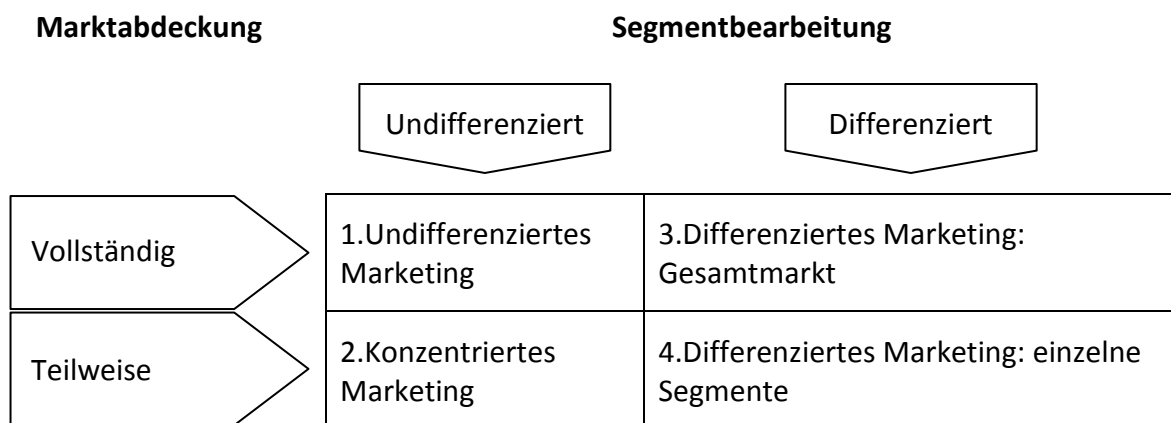 Marktabdeckung
Segmentbearbeitung
Undifferenziert
Differenziert
Vollständig
1.Undifferenziertes
Marketing
3.Differenziertes Marketing:
Gesamtmarkt
Teilweise
2.Konzentriertes
Marketing
4.Differenziertes Marketing: einzelne
Segmente